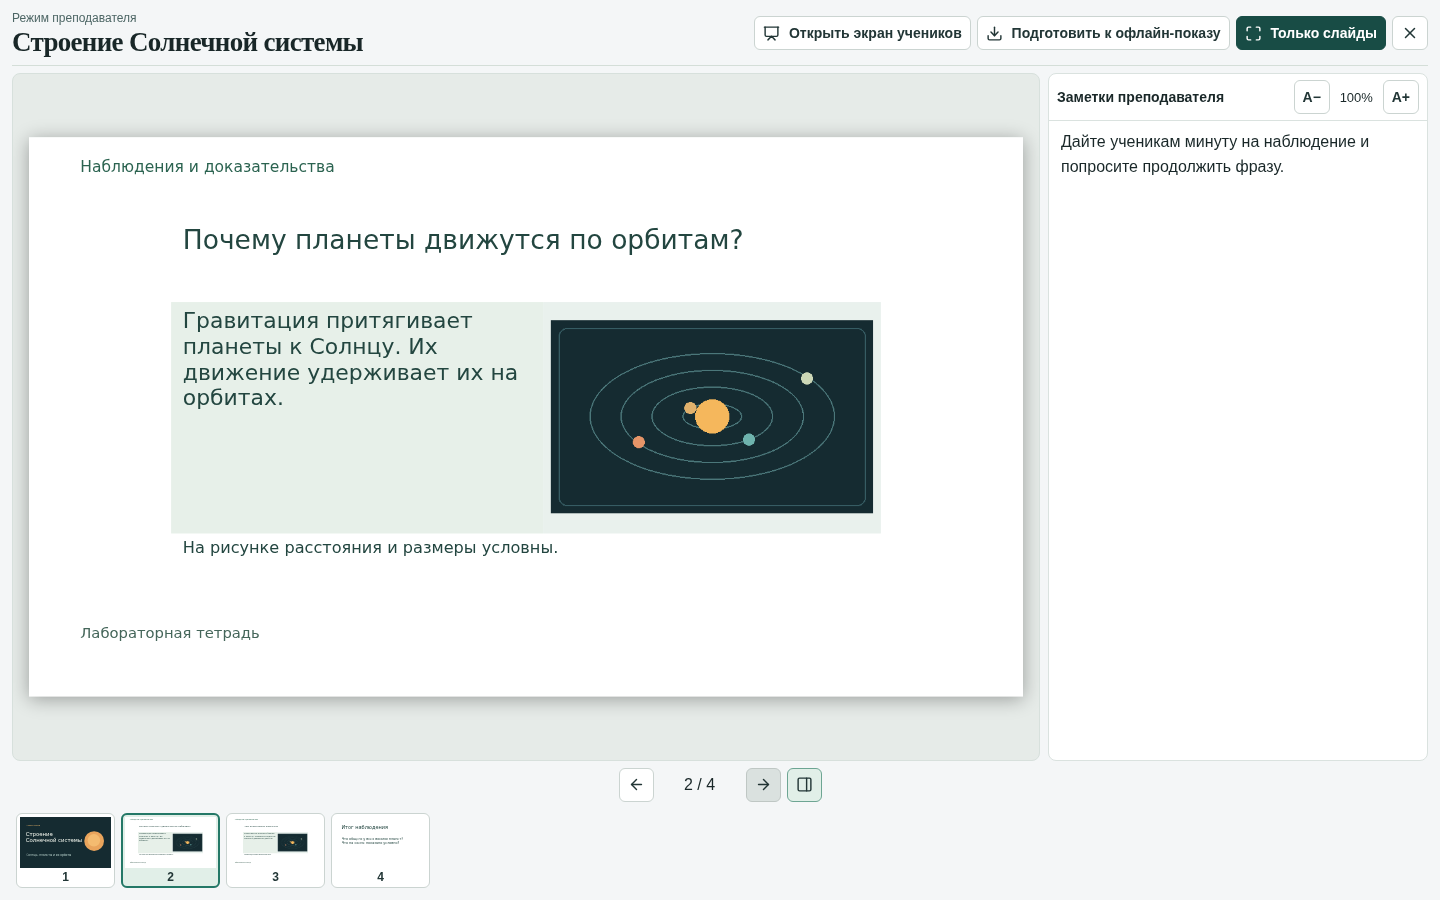 Режим преподавателя
Строение Солнечной системы
Открыть экран учеников
Подготовить к офлайн-показу
Только слайды
Наблюдения и доказательства
Почему планеты движутся по орбитам?
Гравитация притягивает
планеты к Солнцу. Их
движение удерживает их на
орбитах.
На рисунке расстояния и размеры условны.
Лабораторная тетрадь
Заметки преподавателя
A−
100%
A+
Дайте ученикам минуту на наблюдение и
попросите продолжить фразу.
2 / 4
Строение
Солнечной системы
1
2
3
Итог наблюдения
4